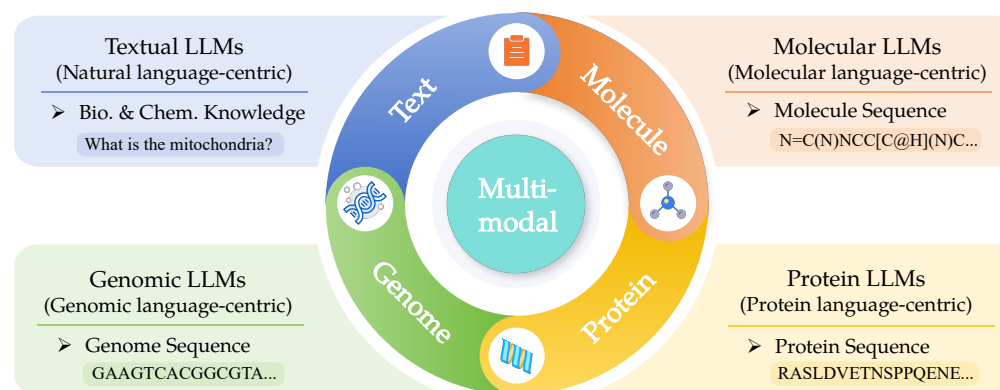 Textual LLMs
(Natural language-centric)
➢ Bio. & Chem. Knowledge
What is the mitochondria?
Text
Molecule
Molecular LLMs
(Molecular language-centric)
➢ Molecule Sequence
N=C(N)NCC[C@H](N)C...
Multi-
modal
Genomic LLMs
(Genomic language-centric)
➢ Genome Sequence
GAAGTCACGGCGTA...
Genome
Protein
Protein LLMs
(Protein language-centric)
➢ Protein Sequence
RASLDVETNSPPQENE...